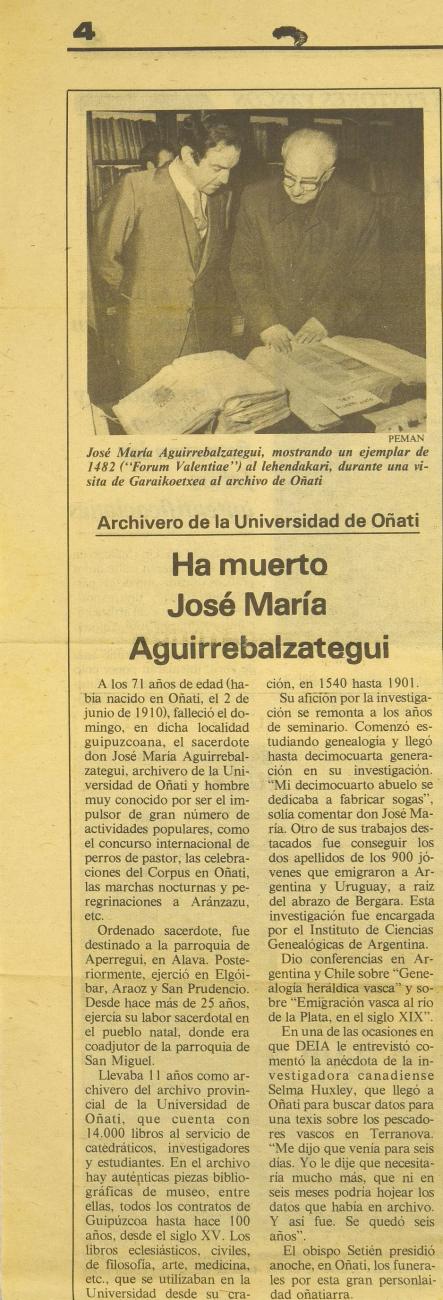 4
PEMAN
José María Aguirrebalzategui, mostrando un ejemplar de
1482 (“Forum Valentiae”) al lehendakari, durante una vi-
sita de Garaikoetxea al archivo de Oñati
Archivero de la Universidad de Oñati
Ha muerto
José María
Aguirrebalzategui
A los 71 años de edad (ha-
bía nacido en Oñati, el 2 de
junio de 1910), falleció el do-
mingo, en dicha localidad
guipuzcoana, el sacerdote
don José María Aguirrebal-
zategui, archivero de la Uni-
versidad de Oñati y hombre
muy conocido por ser el im-
pulsor de gran número de
actividades populares, como
el concurso internacional de
perros de pastor, las celebra-
ciones del Corpus en Oñati,
las marchas nocturnas y pe-
regrinaciones a Aránzazu,
etc.
Ordenado sacerdote, fue
destinado a la parroquia de
Aperregui, en Alava. Poste-
riormente, ejerció en Elgói-
bar, Araoz y San Prudencio.
Desde hace más de 25 años,
ejercía su labor sacerdotal en
el pueblo natal, donde era
coadjutor de la parroquia de
San Miguel.
Llevaba 11 años como ar-
chivero del archivo provin-
cial de la Universidad de
Oñati, que cuenta con
14.000 libros al servicio de
catedráticos, investigadores
y estudiantes. En el archivo
hay auténticas piezas biblio-
gráficas de museo, entre
ellas, todos los contratos de
Guipúzcoa hasta hace 100
años, desde el siglo XV. Los
libros eclesiásticos, civiles,
de filosofía, arte, medicina,
etc., que se utilizaban en la
Universidad desde su crea-
ción, en 1540 hasta 1901.
Su afición por la investiga-
ción se remonta a los años
de seminario. Comenzó es-
tudiando genealogía y llegó
hasta decimocuarta genera-
ción en su investigación.
“Mi decimocuarto abuelo se
dedicaba a fabricar sogas”,
solía comentar don José Ma-
ría. Otro de sus trabajos des-
tacados fue conseguir los
dos apellidos de los 900 jó-
venes que emigraron a Ar-
gentina y Uruguay, a raíz
del abrazo de Bergara. Esta
investigación fue encargada
por el Instituto de Ciencias
Genealógicas de Argentina.
Dio conferencias en Ar-
gentina y Chile sobre “Gene-
alogía heráldica vasca” y so-
bre “Emigración vasca al río
de la Plata, en el siglo XIX”.
En una de las ocasiones en
que DEIA le entrevistó co-
mentó la anécdota de la in-
vestigadora canadiense
Selma Huxley, que llegó a
Oñati para buscar datos para
una texis sobre los pescado-
res vascos en Terranova.
“Me dijo que venía para seis
días. Yo le dije que necesita-
ría mucho más, que ni en
seis meses podría hojear los
datos que había en archivo.
Y así fue. Se quedó seis
años”.
El obispo Setién presidió
anoche, en Oñati, los funera-
les por esta gran personlaí-
dad oñatiarra.